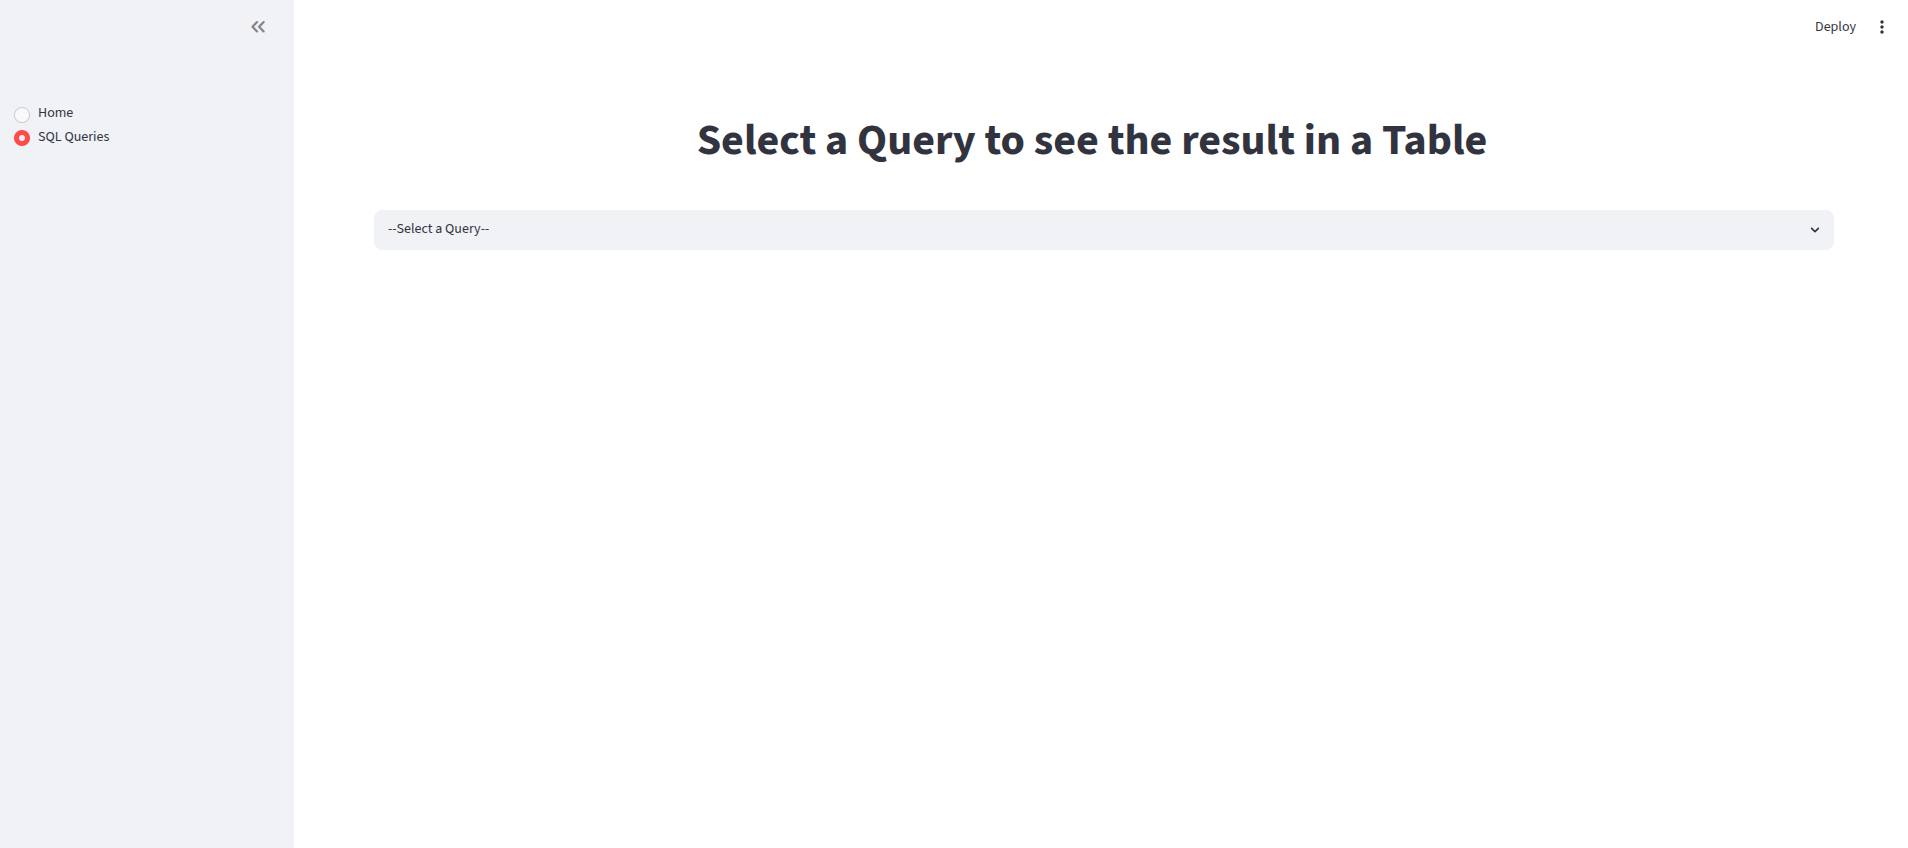 Deploy
Home
SQL Queries
Select a Query to see the result in a Table
--Select a Query--